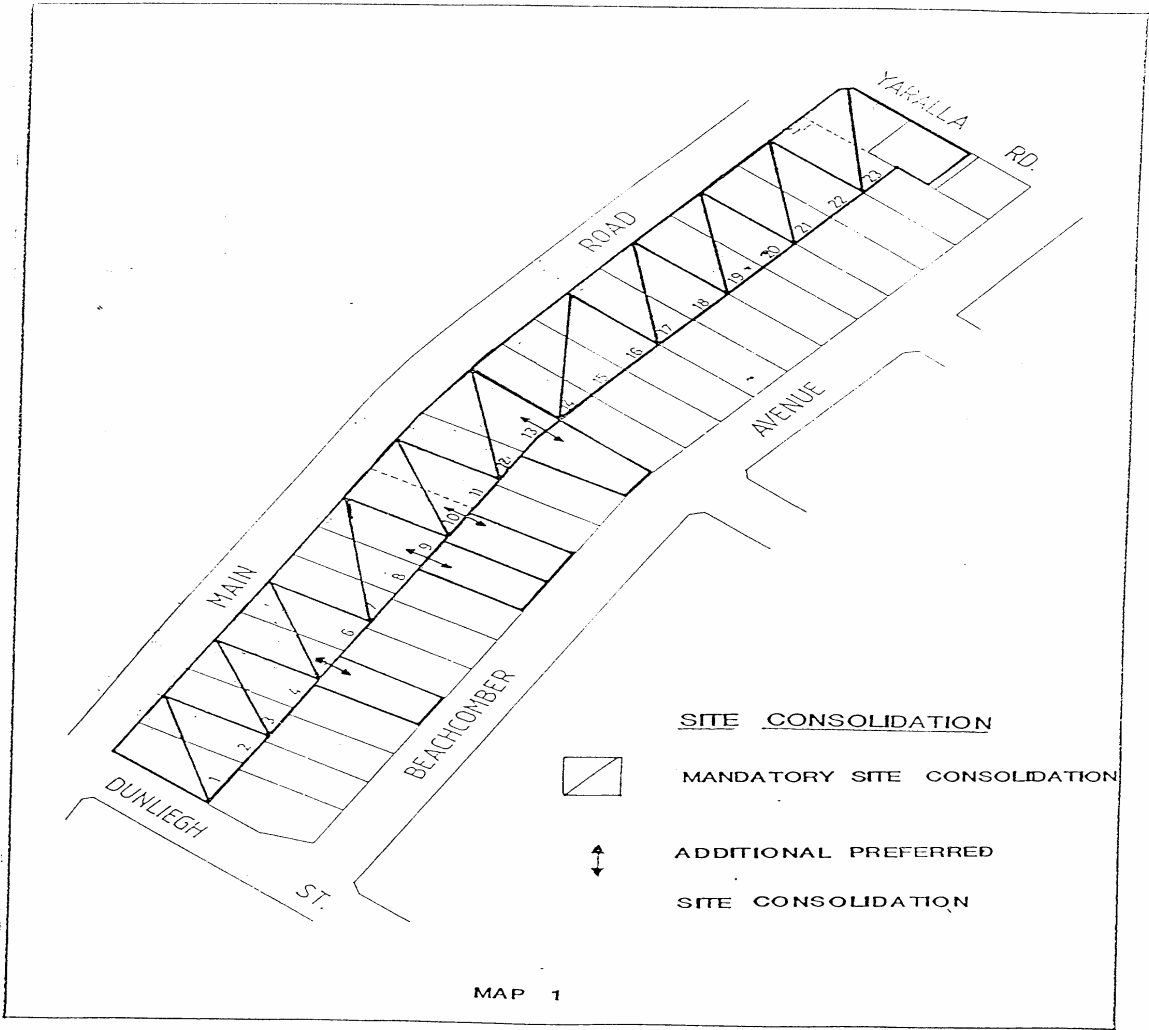 YARALLA
RD.
ROAD
MAIN
AVENUE
BEACHCOMBER
DUNLIEGH
ST.
1
2
3
4
6
7
8
9
10
11
12
13
14
15
16
17
18
19
20
21
22
23
SITE CONSOLIDATION
MANDATORY SITE CONSOLIDATION
ADDITIONAL PREFERRED
SITE CONSOLIDATION
MAP 1